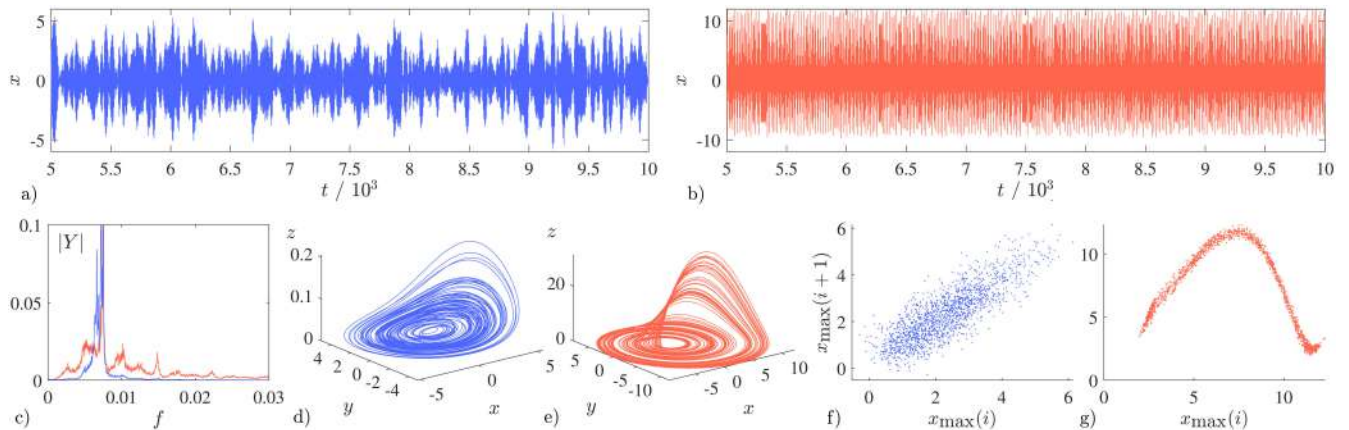 5
0
-5
x
5 5.5 6 6.5 7 7.5 8 8.5 9 9.5 10
t / 10³
a)
10
0
-10
x
5 5.5 6 6.5 7 7.5 8 8.5 9 9.5 10
t / 10³
b)
0.1
|Y|
0.05
0
0 0.01 0.02 0.03
c)
f
z
0.2
0.1
0
4 2 0 -2 -4
-5 0 5
d)
y
x
z
30
20
10
0
5 0 -5 -10
-5 0 5 10
e)
y
x
6
4
2
0
x_max(i + 1)
0 2 4 6
f)
x_max(i)
10
5
0
0 5 10
g)
x_max(i)